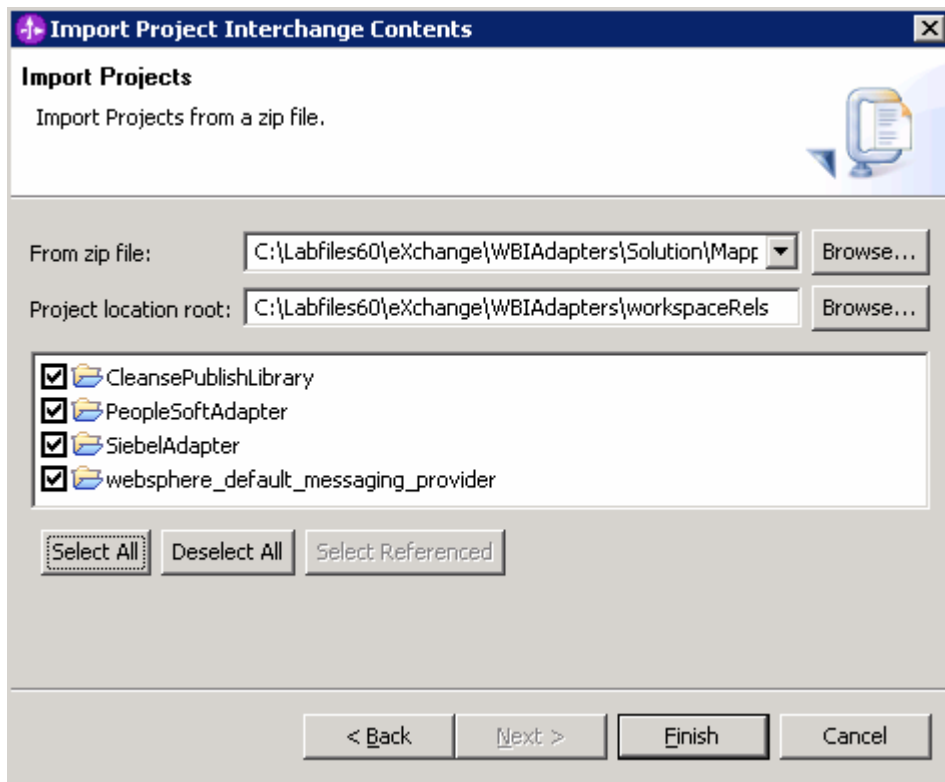 Import Project Interchange Contents
Import Projects
Import Projects from a zip file.
From zip file: C:\Labfiles60\eXchange\WBIAdapters\Solution\Mapp Browse...
Project location root: C:\Labfiles60\eXchange\WBIAdapters\workspaceRels Browse...
CleansePublishLibrary
PeopleSoftAdapter
SiebelAdapter
websphere_default_messaging_provider
Select All Deselect All Select Referenced
< Back Next > Finish Cancel